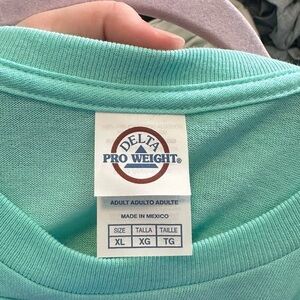 DELTA
PRO WEIGHT®
ADULT ADULTO ADULTE
MADE IN MEXICO
SIZE TALLA TAILLE
XL XG TG